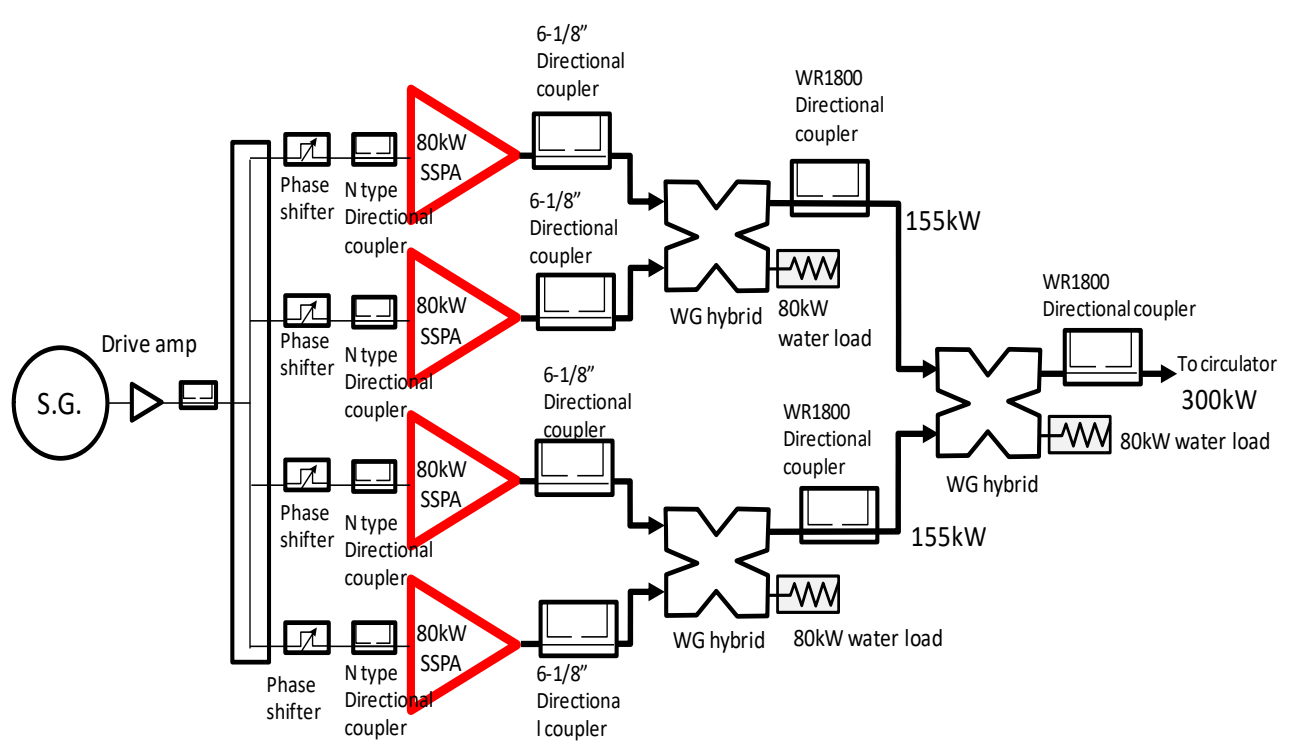 6-1/8”
Directional
coupler
WR1800
Directional
coupler
80kW
SSPA
Phase
shifter
N type
Directional
coupler
6-1/8”
Directional
coupler
155kW
80kW
SSPA
WG hybrid
80kW
water load
WR1800
Directional coupler
Phase
shifter
N type
Directional
coupler
Drive amp
S.G.
6-1/8”
Directional
coupler
WR1800
Directional
coupler
To circulator
300kW
80kW water load
WG hybrid
80kW
SSPA
Phase
shifter
N type
Directional
coupler
155kW
80kW
SSPA
WG hybrid
80kW water load
Phase
shifter
N type
Directional
coupler
6-1/8”
Directiona
l coupler